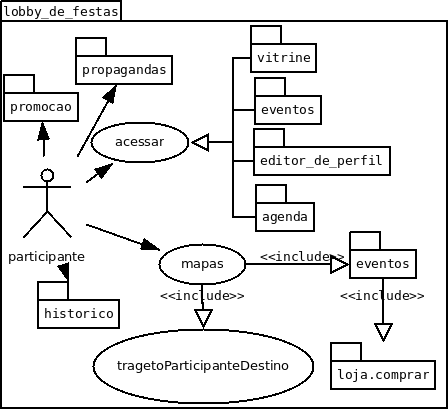 lobby_de_festas
vitrine
propagandas
promocao
eventos
acessar
editor_de_perfil
agenda
participante
mapas
<<include>>
eventos
<<include>>
<<include>>
historico
tragetoParticipanteDestino
loja.comprar